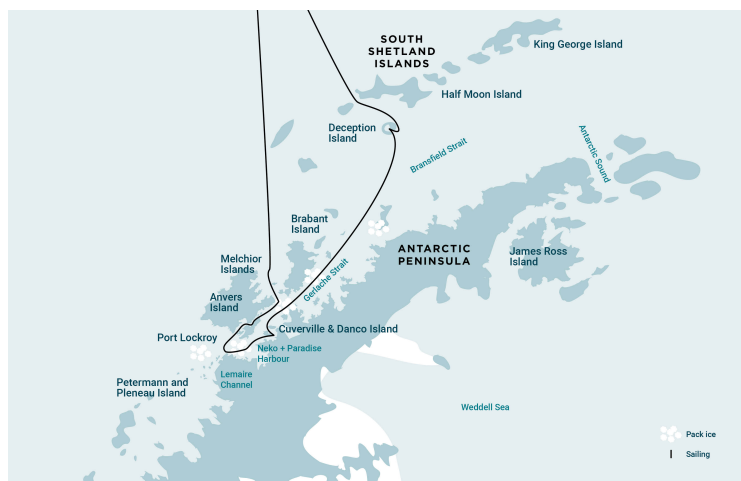 SOUTH
SHETLAND
ISLANDS
King George Island
Half Moon Island
Deception
Island
Bransfield Strait
Antarctic Sound
Brabant
Island
ANTARCTIC
PENINSULA
James Ross
Island
Melchior
Islands
Gerlache Strait
Anvers
Island
Cuverville & Danco Island
Port Lockroy
Neko + Paradise
Harbour
Lemaire
Channel
Petermann and
Pleneau Island
Weddell Sea
Pack ice
Sailing